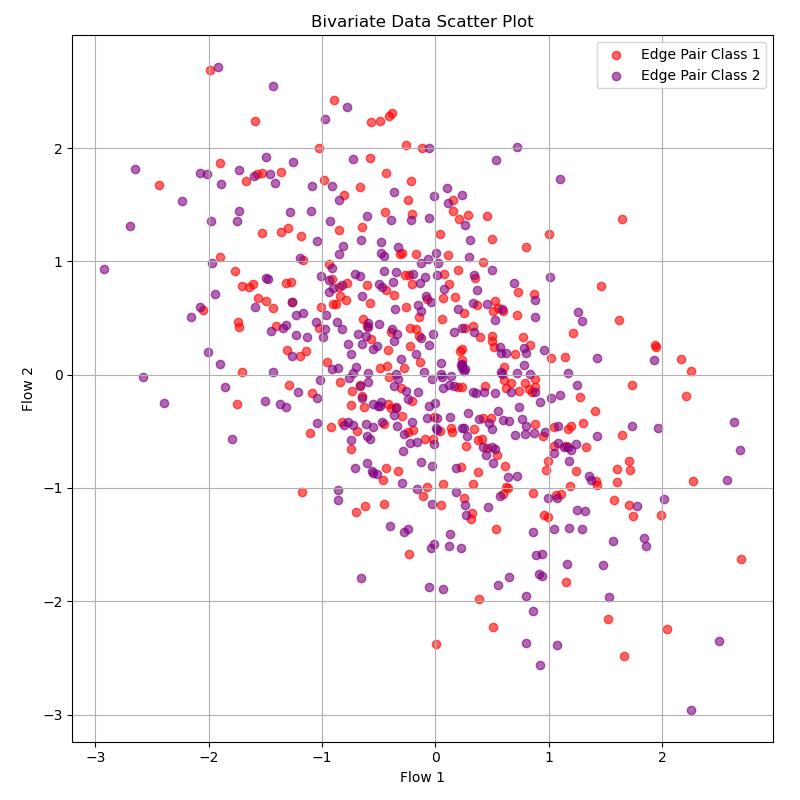 Bivariate Data Scatter Plot
Edge Pair Class 1
Edge Pair Class 2
2
1
0
−1
−2
−3
Flow 2
−3 −2 −1 0 1 2
Flow 1